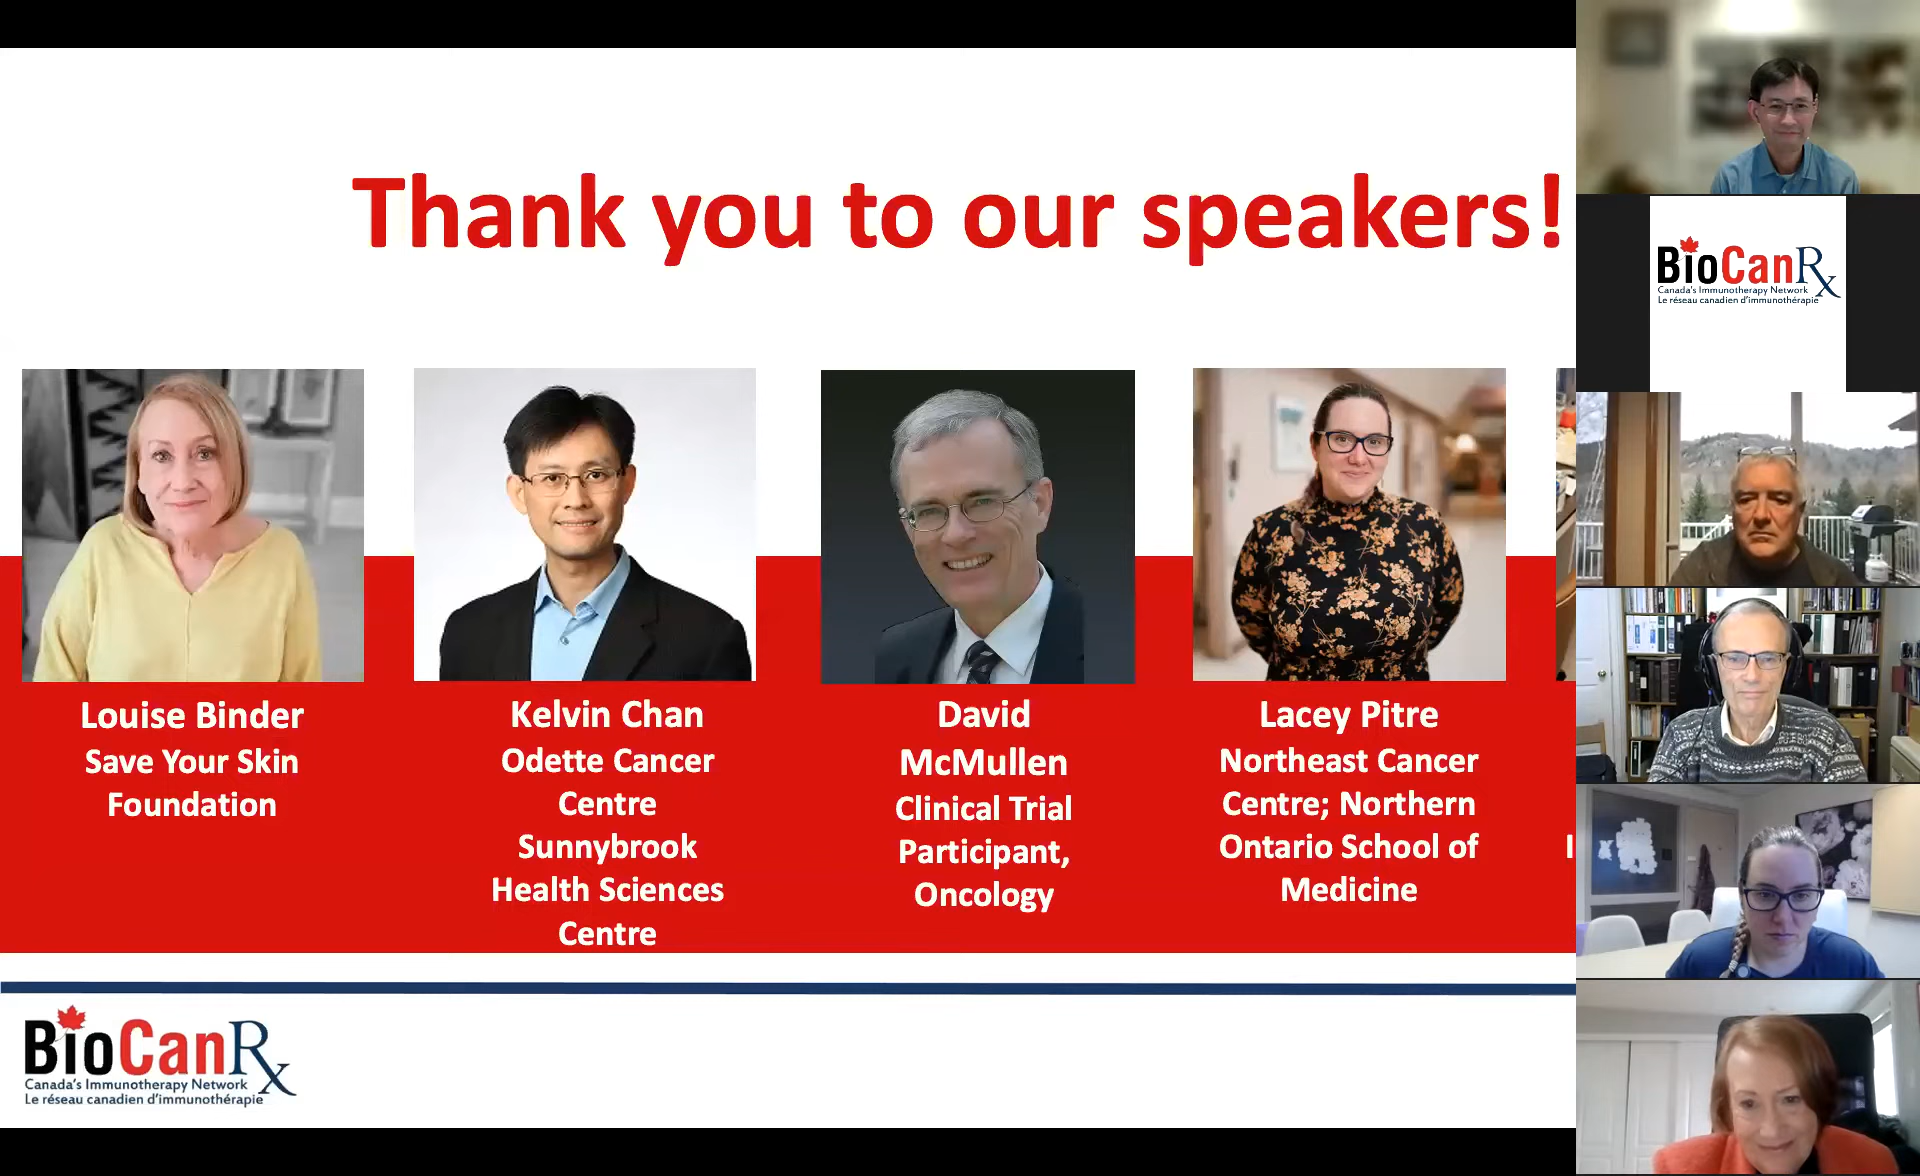 Thank you to our speakers!
Louise Binder
Save Your Skin
Foundation
Kelvin Chan
Odette Cancer
Centre
Sunnybrook
Health Sciences
Centre
David
McMullen
Clinical Trial
Participant,
Oncology
Lacey Pitre
Northeast Cancer
Centre; Northern
Ontario School of
Medicine
BioCanRx
Canada's Immunotherapy Network
Le réseau canadien d'immunothérapie
BioCanRx
Canada's Immunotherapy Network
Le réseau canadien d'immunothérapie